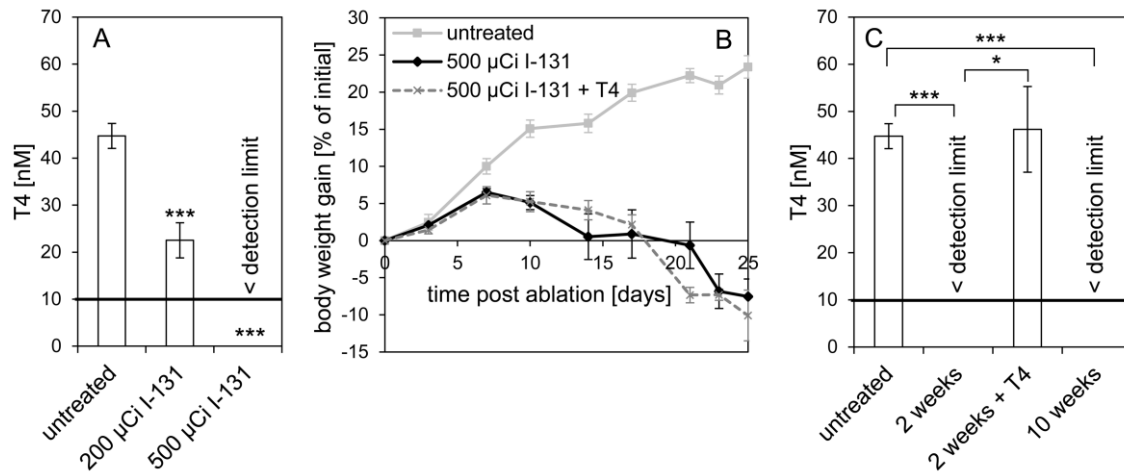 A
T4 [nM]
70
60
50
40
30
20
10
0
***
***
< detection limit
untreated
200 µCi I-131
500 µCi I-131
B
untreated
500 µCi I-131
500 µCi I-131 + T4
body weight gain [% of initial]
30
25
20
15
10
5
0
-5
-10
-15
0
5
10
15
20
25
time post ablation [days]
C
T4 [nM]
70
60
50
40
30
20
10
0
***
*
***
< detection limit
< detection limit
untreated
2 weeks
2 weeks + T4
10 weeks